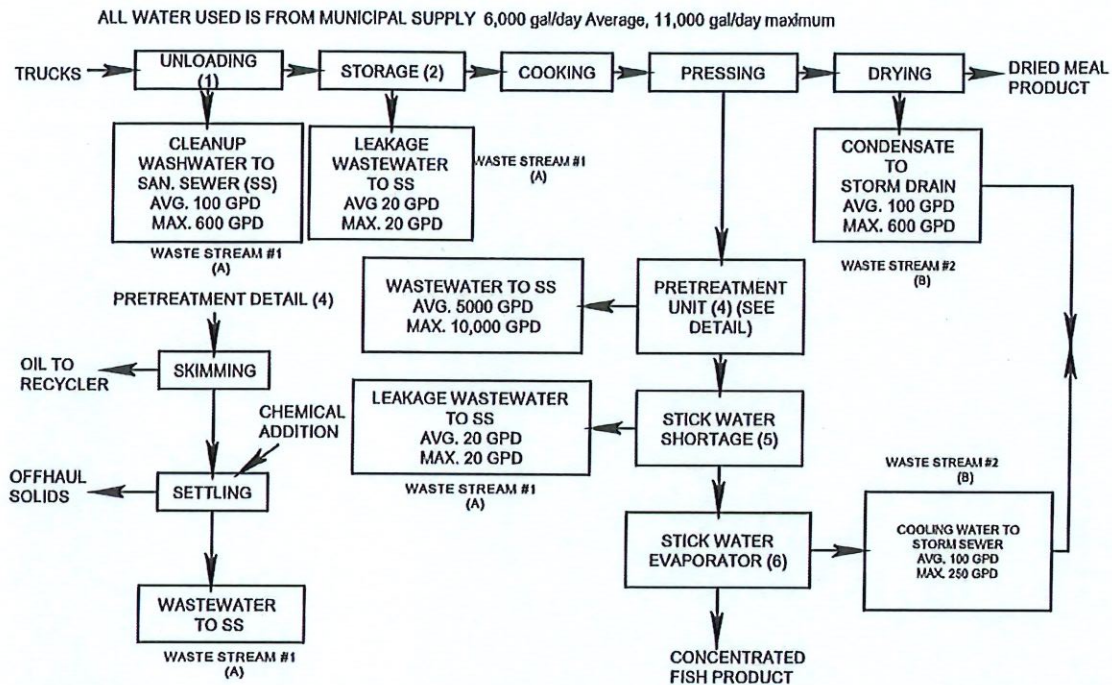 ALL WATER USED IS FROM MUNICIPAL SUPPLY 6,000 gal/day Average, 11,000 gal/day maximum
TRUCKS
UNLOADING
(1)
STORAGE (2)
COOKING
PRESSING
DRYING
DRIED MEAL
PRODUCT
CLEANUP
WASHWATER TO
SAN. SEWER (SS)
AVG. 100 GPD
MAX. 600 GPD
WASTE STREAM #1
(A)
LEAKAGE
WASTEWATER
TO SS
AVG 20 GPD
MAX. 20 GPD
WASTE STREAM #1
(A)
CONDENSATE
TO
STORM DRAIN
AVG. 100 GPD
MAX. 600 GPD
WASTE STREAM #2
(B)
PRETREATMENT DETAIL (4)
WASTEWATER TO SS
AVG. 5000 GPD
MAX. 10,000 GPD
PRETREATMENT
UNIT (4) (SEE
DETAIL)
OIL TO
RECYCLER
SKIMMING
CHEMICAL
ADDITION
LEAKAGE WASTEWATER
TO SS
AVG. 20 GPD
MAX. 20 GPD
WASTE STREAM #1
(A)
STICK WATER
SHORTAGE (5)
OFFHAUL
SOLIDS
SETTLING
WASTE STREAM #2
(B)
STICK WATER
EVAPORATOR (6)
COOLING WATER TO
STORM SEWER
AVG. 100 GPD
MAX. 250 GPD
WASTEWATER
TO SS
WASTE STREAM #1
(A)
CONCENTRATED
FISH PRODUCT